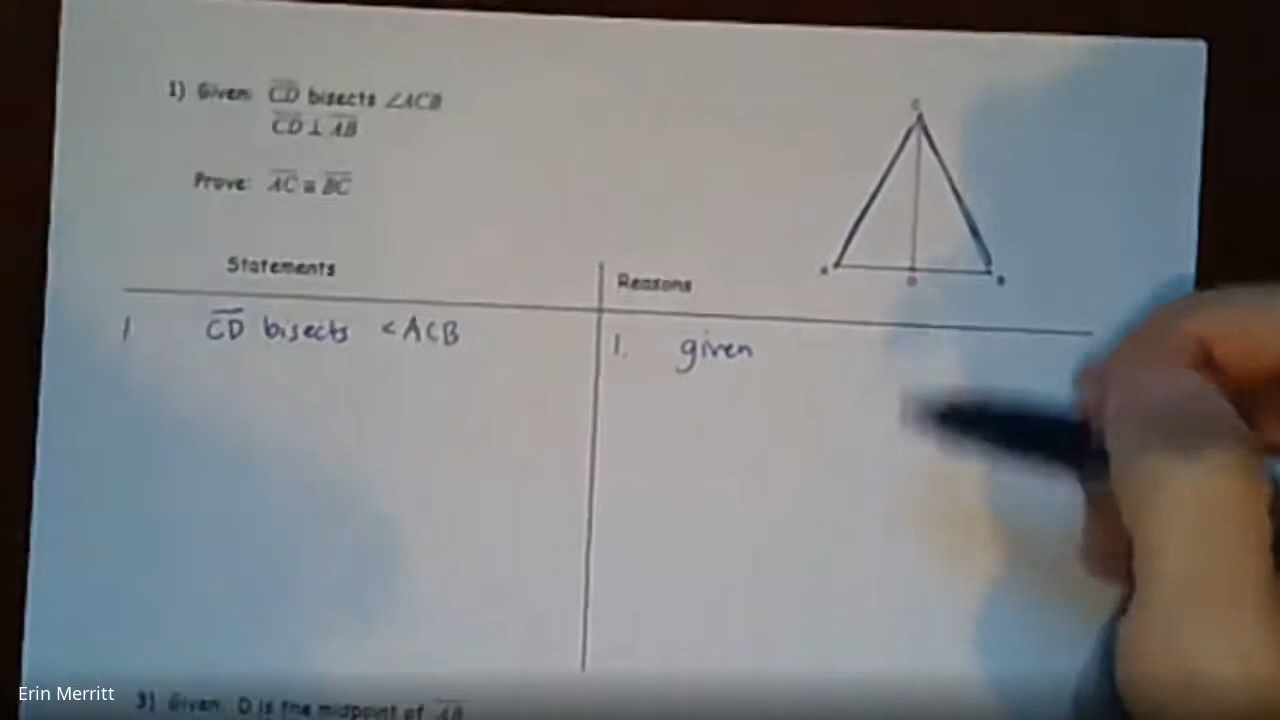 1) Given: CD bisects ∠ACB
CD ⊥ AB
Prove: AC ≅ BC
C
A
D
B
Statements
Reasons
1 CD bisects <ACB
1. given
3) Given: D is the midpoint of AB
Erin Merritt